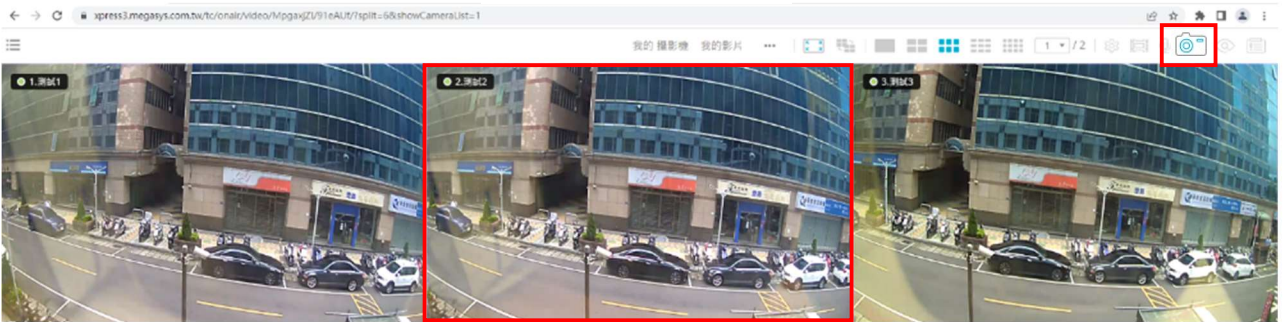 xpress3.megasys.com.tw/tc/onair/video/MpgaxJZI/91eAUf/?split=6&showCameraList=1
我的 攝影機 我的影片 ••• 1 / 2
1.測試1
2.測試2
3.測試3